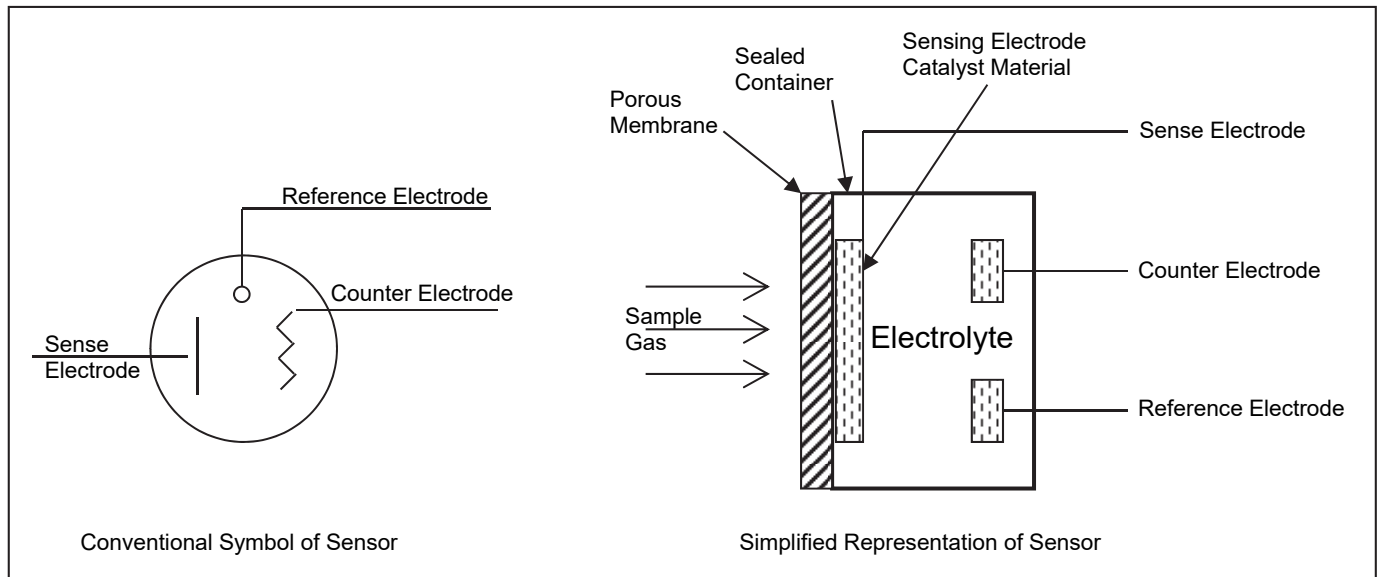 Reference Electrode
Counter Electrode
Sense
Electrode
Conventional Symbol of Sensor
Sensing Electrode
Catalyst Material
Sealed
Container
Porous
Membrane
Sense Electrode
Counter Electrode
Sample
Gas
Electrolyte
Reference Electrode
Simplified Representation of Sensor